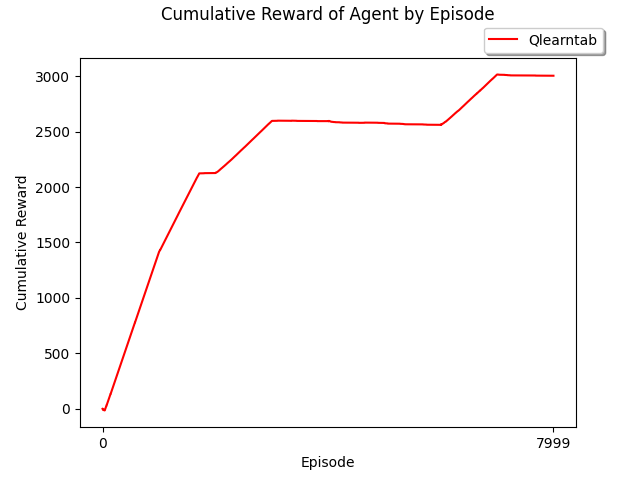 Cumulative Reward of Agent by Episode
Qlearntab
3000
2500
2000
1500
1000
500
0
Cumulative Reward
0 7999
Episode